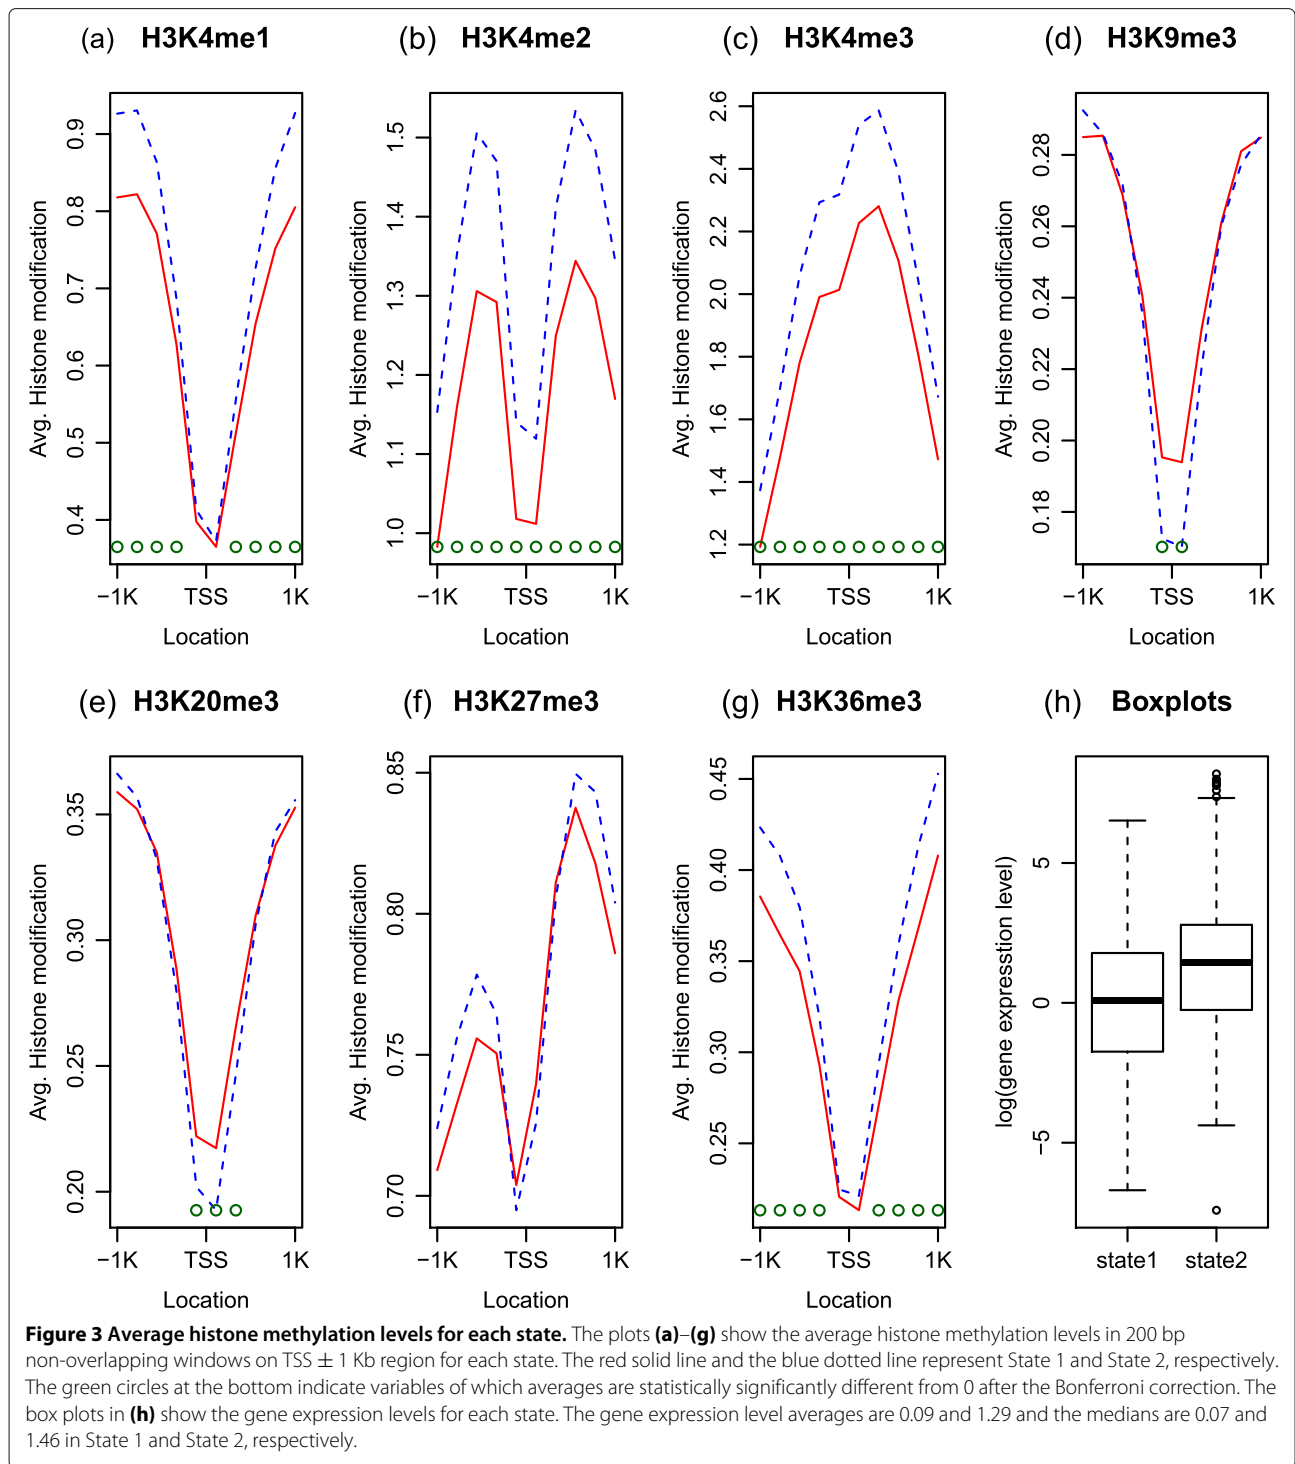 (a) H3K4me1
(b) H3K4me2
(c) H3K4me3
(d) H3K9me3
Avg. Histone modification
0.4 0.5 0.6 0.7 0.8 0.9
−1K TSS 1K
Location
Avg. Histone modification
1.0 1.1 1.2 1.3 1.4 1.5
−1K TSS 1K
Location
Avg. Histone modification
1.2 1.4 1.6 1.8 2.0 2.2 2.4 2.6
−1K TSS 1K
Location
Avg. Histone modification
0.18 0.20 0.22 0.24 0.26 0.28
−1K TSS 1K
Location
(e) H3K20me3
(f) H3K27me3
(g) H3K36me3
(h) Boxplots
Avg. Histone modification
0.20 0.25 0.30 0.35
−1K TSS 1K
Location
Avg. Histone modification
0.70 0.75 0.80 0.85
−1K TSS 1K
Location
Avg. Histone modification
0.25 0.30 0.35 0.40 0.45
−1K TSS 1K
Location
log(gene expression level)
−5 0 5
state1 state2
Figure 3 Average histone methylation levels for each state. The plots (a)–(g) show the average histone methylation levels in 200 bp
non-overlapping windows on TSS ± 1 Kb region for each state. The red solid line and the blue dotted line represent State 1 and State 2, respectively.
The green circles at the bottom indicate variables of which averages are statistically significantly different from 0 after the Bonferroni correction. The
box plots in (h) show the gene expression levels for each state. The gene expression level averages are 0.09 and 1.29 and the medians are 0.07 and
1.46 in State 1 and State 2, respectively.